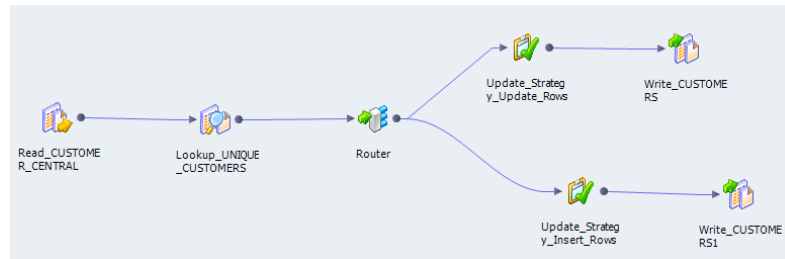 Read_CUSTOME
R_CENTRAL
Lookup_UNIQUE
_CUSTOMERS
Router
Update_Strateg
y_Update_Rows
Write_CUSTOME
RS
Update_Strateg
y_Insert_Rows
Write_CUSTOME
RS1